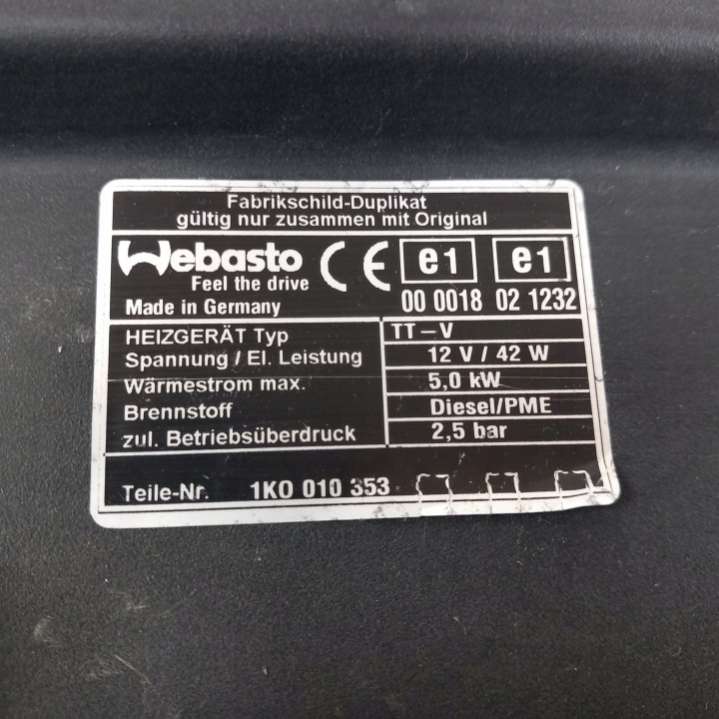 Fabrikschild-Duplikat
gültig nur zusammen mit Original
Webasto CE e1 e1
Feel the drive
Made in Germany 00 0018 02 1232
HEIZGERÄT Typ TT-V
Spannung / El. Leistung 12 V / 42 W
Wärmestrom max. 5,0 kW
Brennstoff Diesel/PME
zul. Betriebsüberdruck 2,5 bar
Teile-Nr. 1K0 010 353